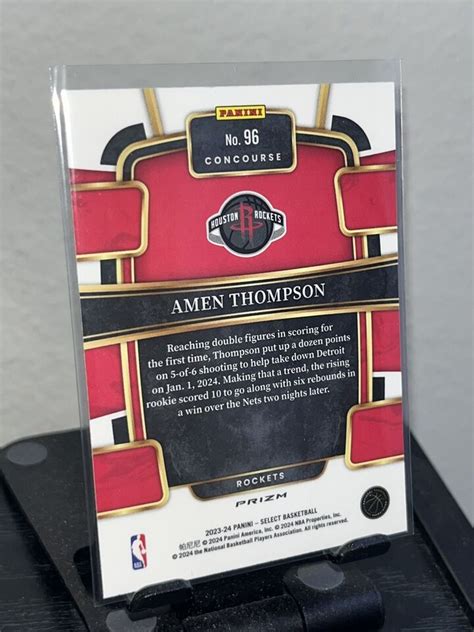 PANINI
No. 96
CONCOURSE
HOUSTON ROCKETS
R
AMEN THOMPSON
Reaching double figures in scoring for
the first time, Thompson put up a dozen points
on 5-of-6 shooting to help take down Detroit
on Jan. 1, 2024. Making that a trend, the rising
rookie scored 10 to go along with six rebounds in
a win over the Nets two nights later.
ROCKETS
PRIZM
2023-24 PANINI – SELECT BASKETBALL
帕尼尼 © 2024 Panini America, Inc. © 2024 NBA Properties, Inc.
© 2024 the National Basketball Players Association. All rights reserved.
NBA